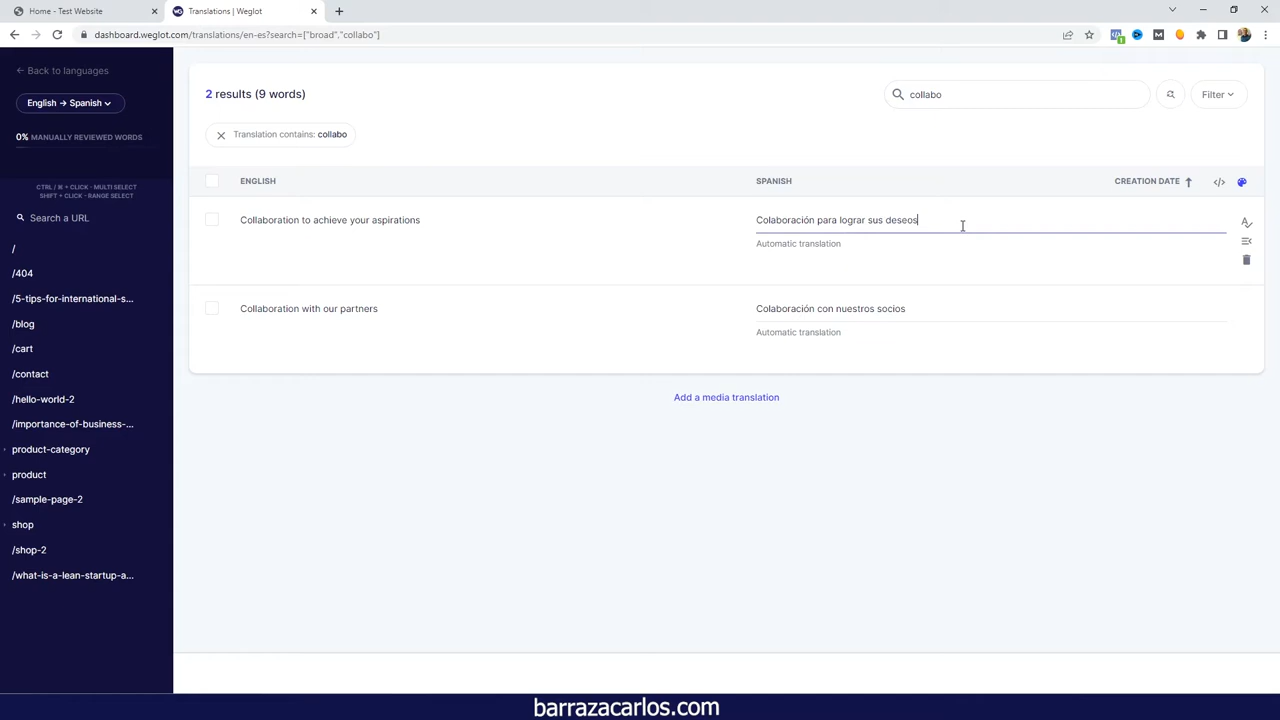 Home - Test Website
Translations | Weglot
dashboard.weglot.com/translations/en-es?search=["broad","collabo"]
← Back to languages
English → Spanish
0% MANUALLY REVIEWED WORDS
CTRL / ⌘ + CLICK - MULTI SELECT
SHIFT + CLICK - RANGE SELECT
Search a URL
/
/404
/5-tips-for-international-s...
/blog
/cart
/contact
/hello-world-2
/importance-of-business-...
product-category
product
/sample-page-2
shop
/shop-2
/what-is-a-lean-startup-a...
2 results (9 words)
collabo
Filter
Translation contains: collabo
ENGLISH
SPANISH
CREATION DATE
Collaboration to achieve your aspirations
Colaboración para lograr sus deseos
Automatic translation
Collaboration with our partners
Colaboración con nuestros socios
Automatic translation
Add a media translation
barrazacarlos.com